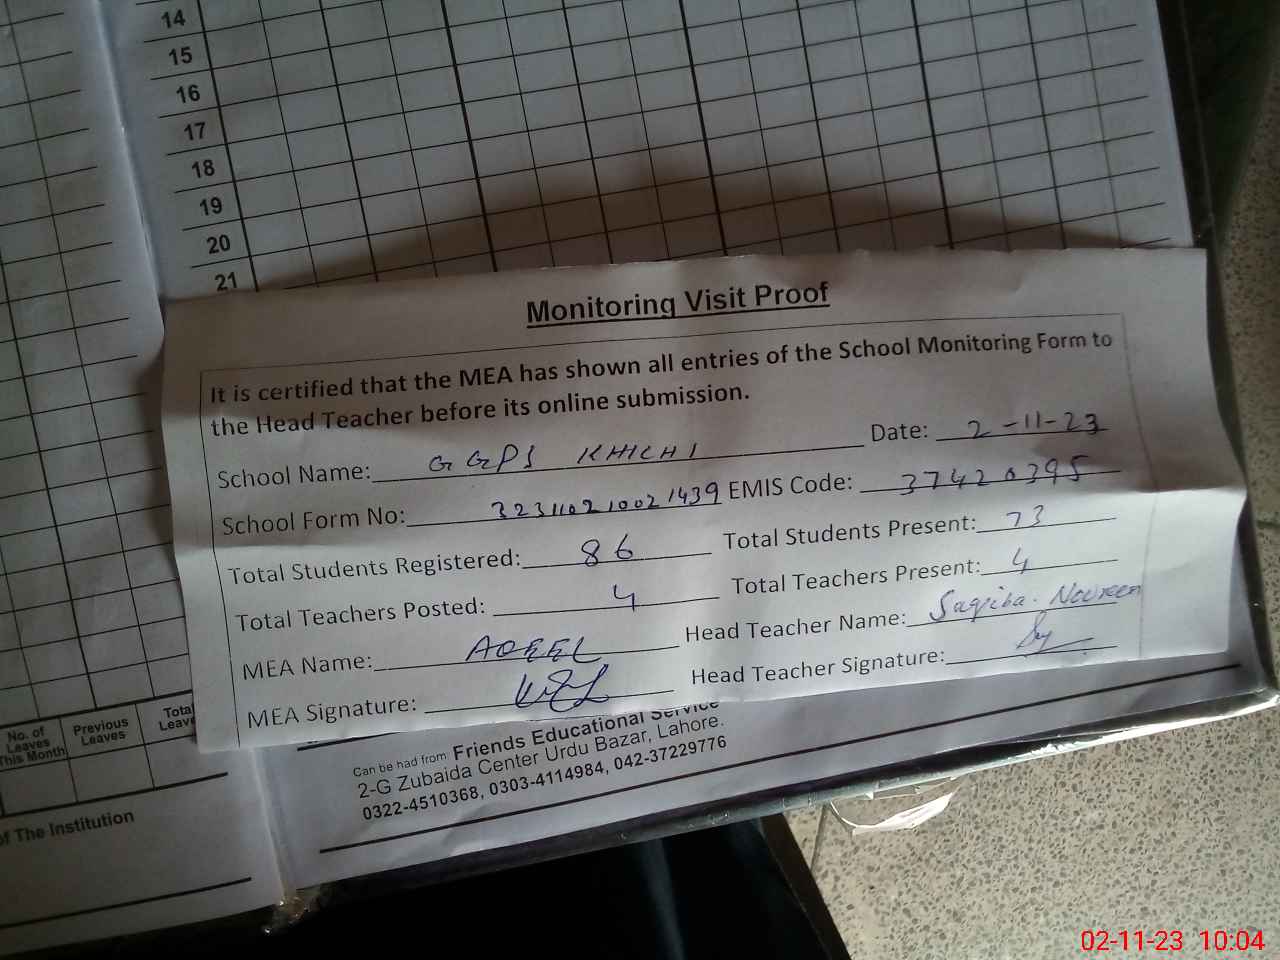 14
15
16
17
18
19
20
21
Monitoring Visit Proof
It is certified that the MEA has shown all entries of the School Monitoring Form to
the Head Teacher before its online submission.
School Name: GGPS KHICHI Date: 2-11-23
School Form No: 32311021002 1439 EMIS Code: 37420395
Total Students Registered: 86 Total Students Present: 73
Total Teachers Posted: 4 Total Teachers Present: 4
MEA Name: AQEEL Head Teacher Name: Saqiba. Noureen
MEA Signature: Head Teacher Signature:
No. of Leaves This Month Previous Leaves Total Leave
of The Institution
Can be had from Friends Educational Service
2-G Zubaida Center Urdu Bazar, Lahore.
0322-4510368, 0303-4114984, 042-37229776
02-11-23 10:04